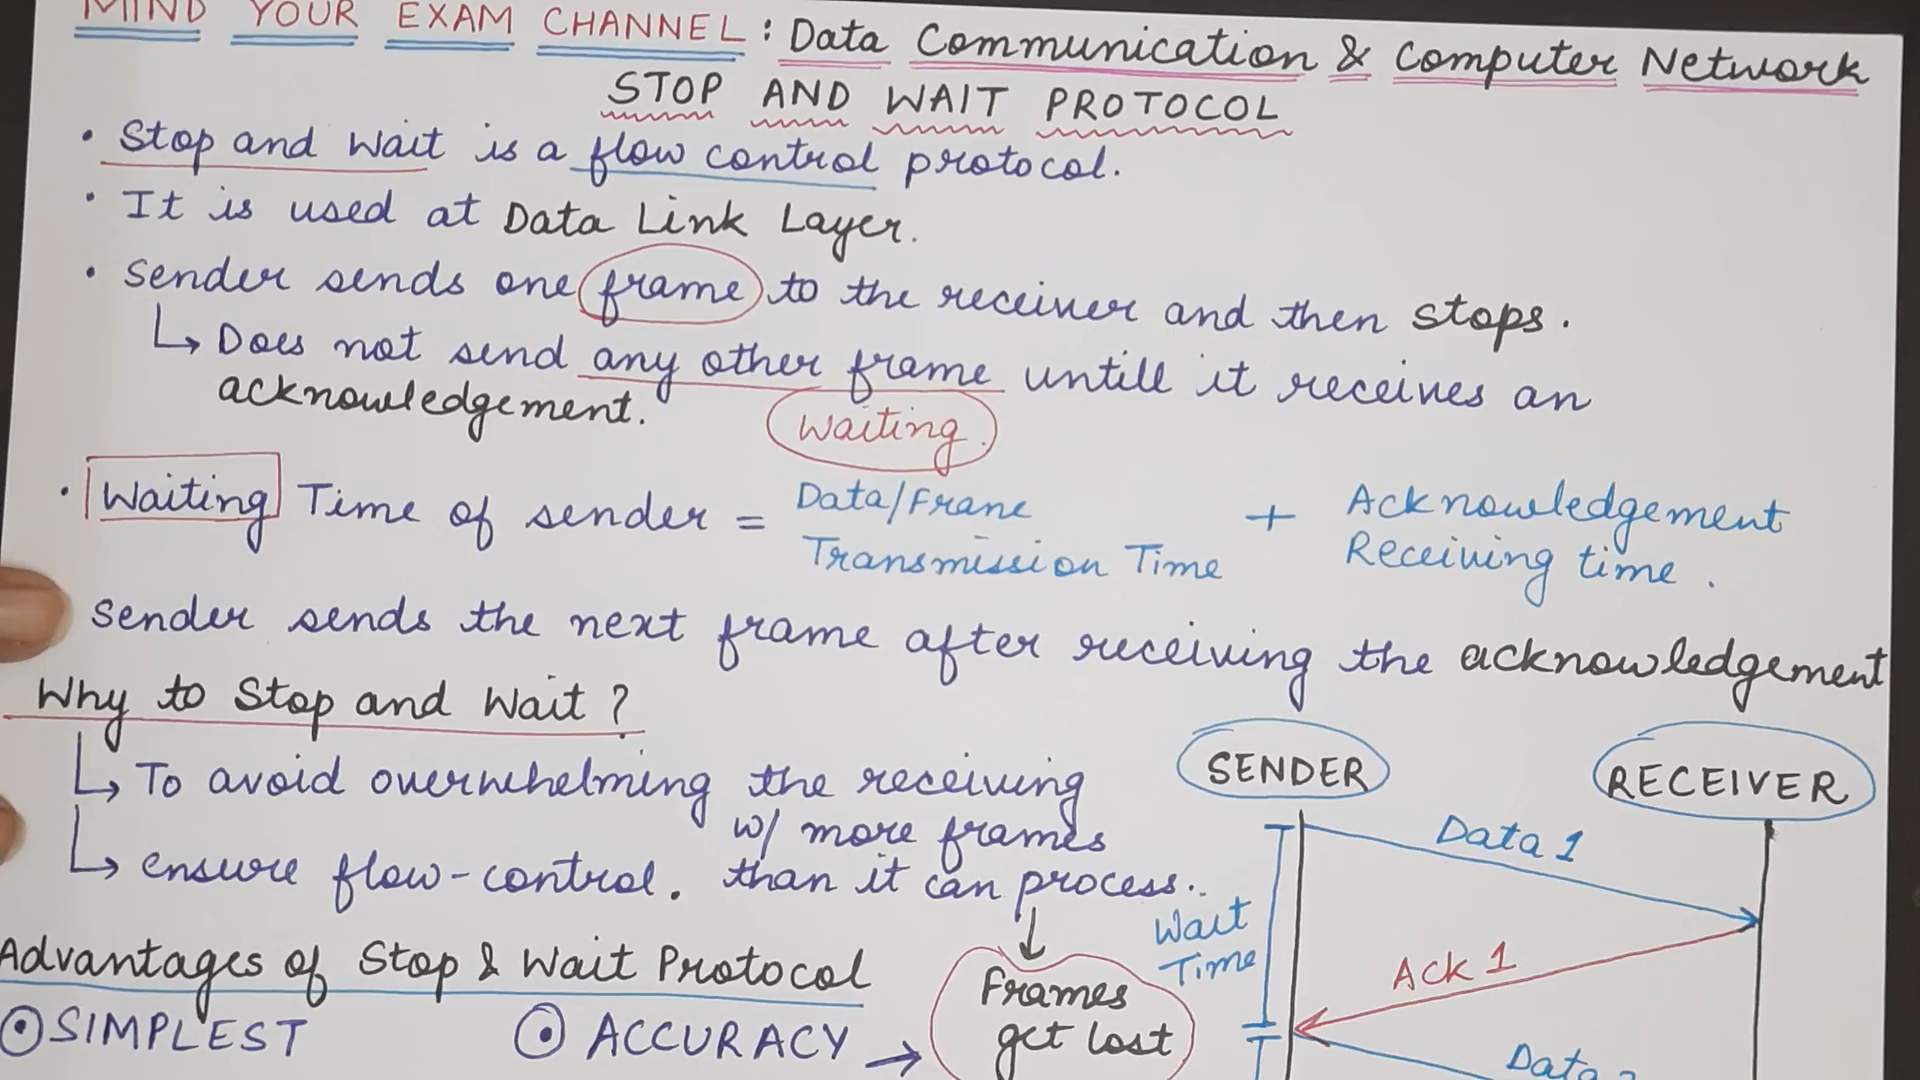 MIND YOUR EXAM CHANNEL: Data Communication & Computer Network
STOP AND WAIT PROTOCOL
• Stop and Wait is a flow control protocol.
• It is used at Data Link Layer.
• Sender sends one frame to the receiver and then stops.
↳ Does not send any other frame untill it receives an
acknowledgement.
Waiting.
• Waiting Time of sender = Data/Frane Transmission Time + Acknowledgement Receiving time.
Sender sends the next frame after receiving the acknowledgement
Why to Stop and Wait?
↳ To avoid overwhelming the receiving
w/ more frames
than it can process..
↳ ensure flow-control.
Frames
get lost
Advantages of Stop & Wait Protocol
⊙ SIMPLEST
⊙ ACCURACY →
SENDER
RECEIVER
Data 1
Wait
Time
Ack 1
Data